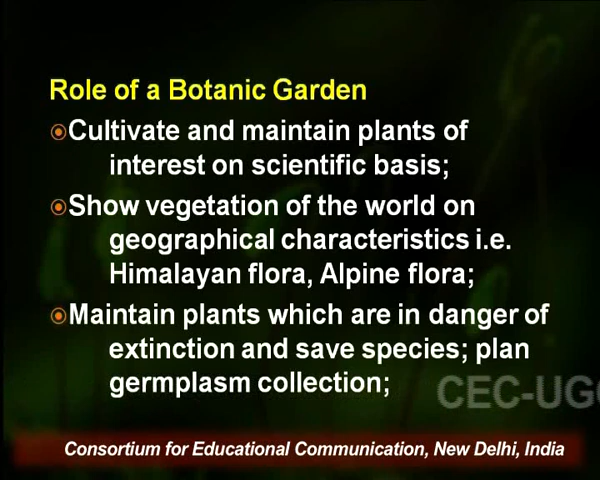 Role of a Botanic Garden
Cultivate and maintain plants of
interest on scientific basis;
Show vegetation of the world on
geographical characteristics i.e.
Himalayan flora, Alpine flora;
Maintain plants which are in danger of
extinction and save species; plan
germplasm collection;
CEC-UG
Consortium for Educational Communication, New Delhi, India